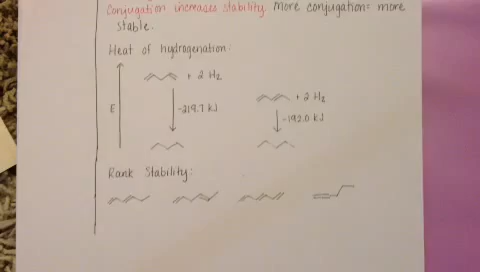 Conjugation increases stability. More conjugation = more
stable.
Heat of hydrogenation:
+ 2 H2
+ 2 H2
E
-219.7 kJ
-192.0 kJ
Rank Stability: